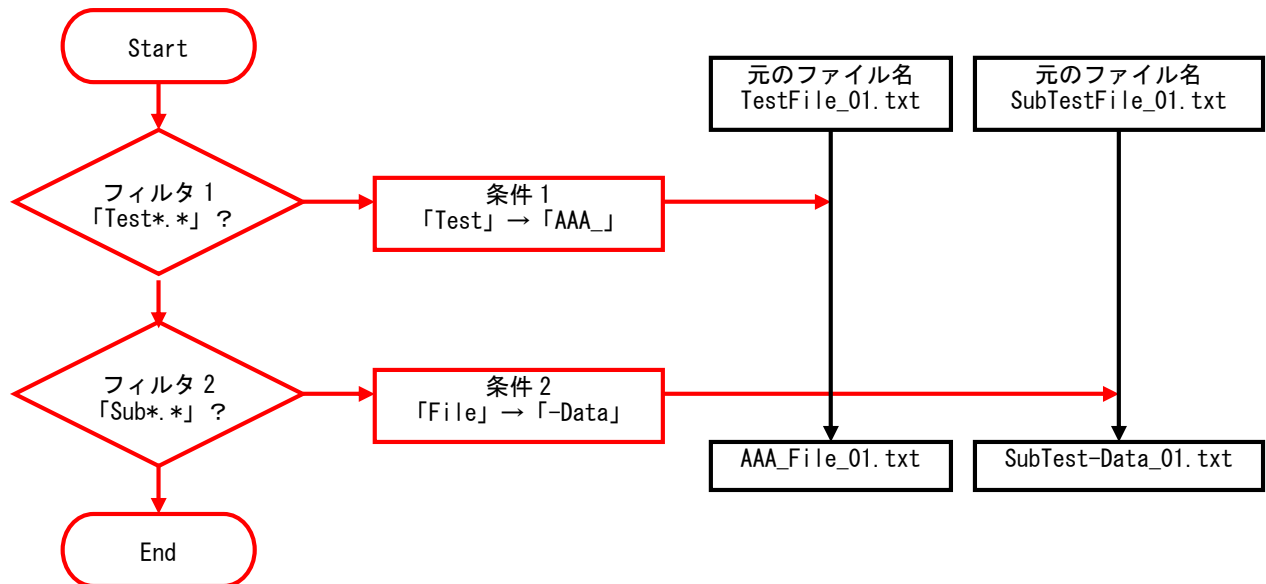 Start
元のファイル名
TestFile_01.txt
元のファイル名
SubTestFile_01.txt
フィルタ1
「Test*.*」?
条件1
「Test」→「AAA_」
フィルタ2
「Sub*.*」?
条件2
「File」→「-Data」
AAA_File_01.txt
SubTest-Data_01.txt
End